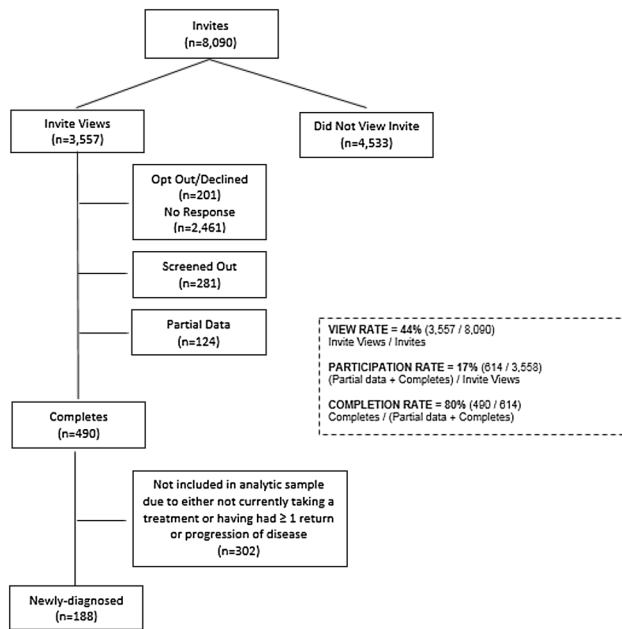 Invites
(n=8,090)
Invite Views
(n=3,557)
Did Not View Invite
(n=4,533)
Opt Out/Declined
(n=201)
No Response
(n=2,461)
Screened Out
(n=281)
Partial Data
(n=124)
VIEW RATE = 44% (3,557 / 8,090)
Invite Views / Invites
PARTICIPATION RATE = 17% (614 / 3,558)
(Partial data + Completes) / Invite Views
COMPLETION RATE = 80% (490 / 614)
Completes / (Partial data + Completes)
Completes
(n=490)
Not included in analytic sample
due to either not currently taking a
treatment or having had ≥ 1 return
or progression of disease
(n=302)
Newly-diagnosed
(n=188)